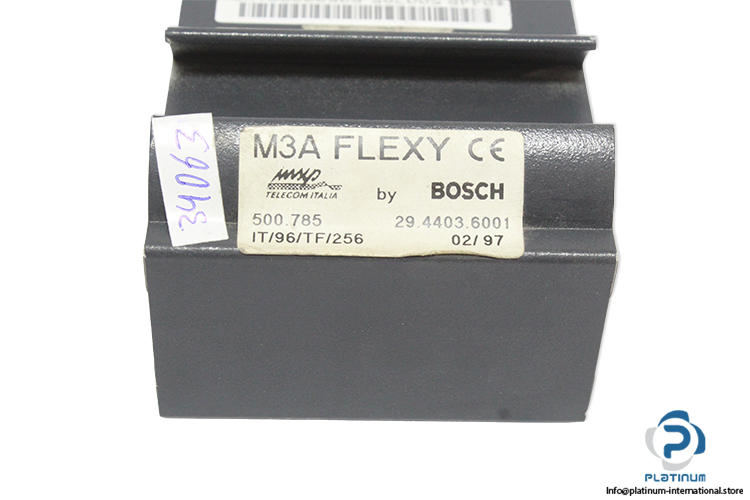 M3A FLEXY CE
TELECOM ITALIA by BOSCH
500.785 29.4403.6001
IT/96/TF/256 02/97
34063
PLATINUM
Info@platinum-international.store